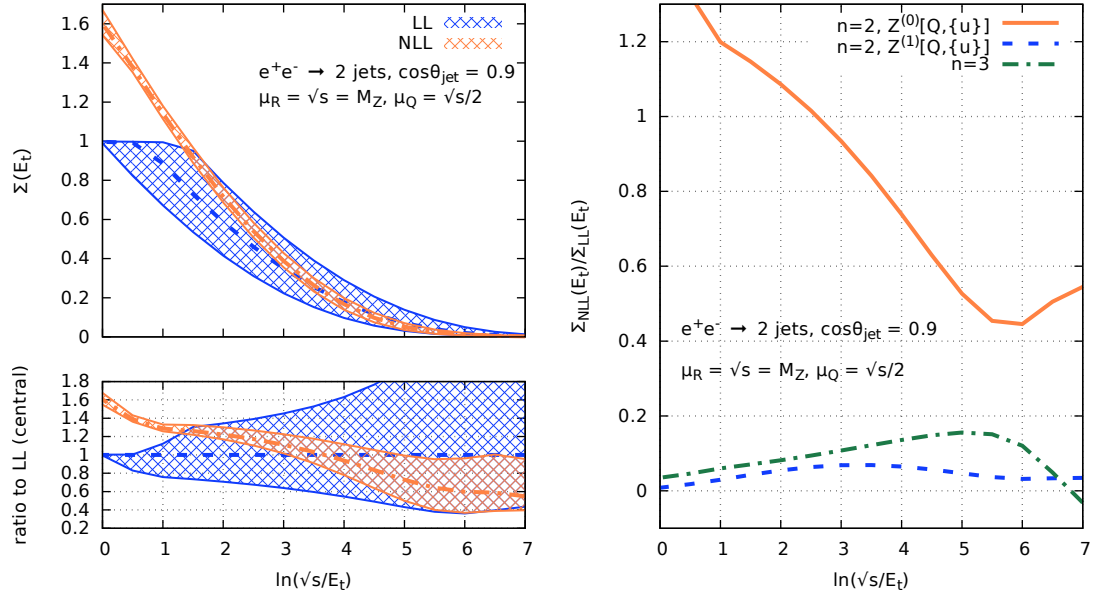 LL
NLL
e⁺e⁻ → 2 jets, cosθ_jet = 0.9
μ_R = √s = M_Z, μ_Q = √s/2
Σ(E_t)
1.6
1.4
1.2
1
0.8
0.6
0.4
0.2
0
ratio to LL (central)
1.8
1.6
1.4
1.2
1
0.8
0.6
0.4
0.2
0 1 2 3 4 5 6 7
ln(√s/E_t)
n=2, Z⁽⁰⁾[Q,{u}]
n=2, Z⁽¹⁾[Q,{u}]
n=3
Σ_NLL(E_t)/Σ_LL(E_t)
1.2
1
0.8
0.6
0.4
0.2
0
e⁺e⁻ → 2 jets, cosθ_jet = 0.9
μ_R = √s = M_Z, μ_Q = √s/2
0 1 2 3 4 5 6 7
ln(√s/E_t)